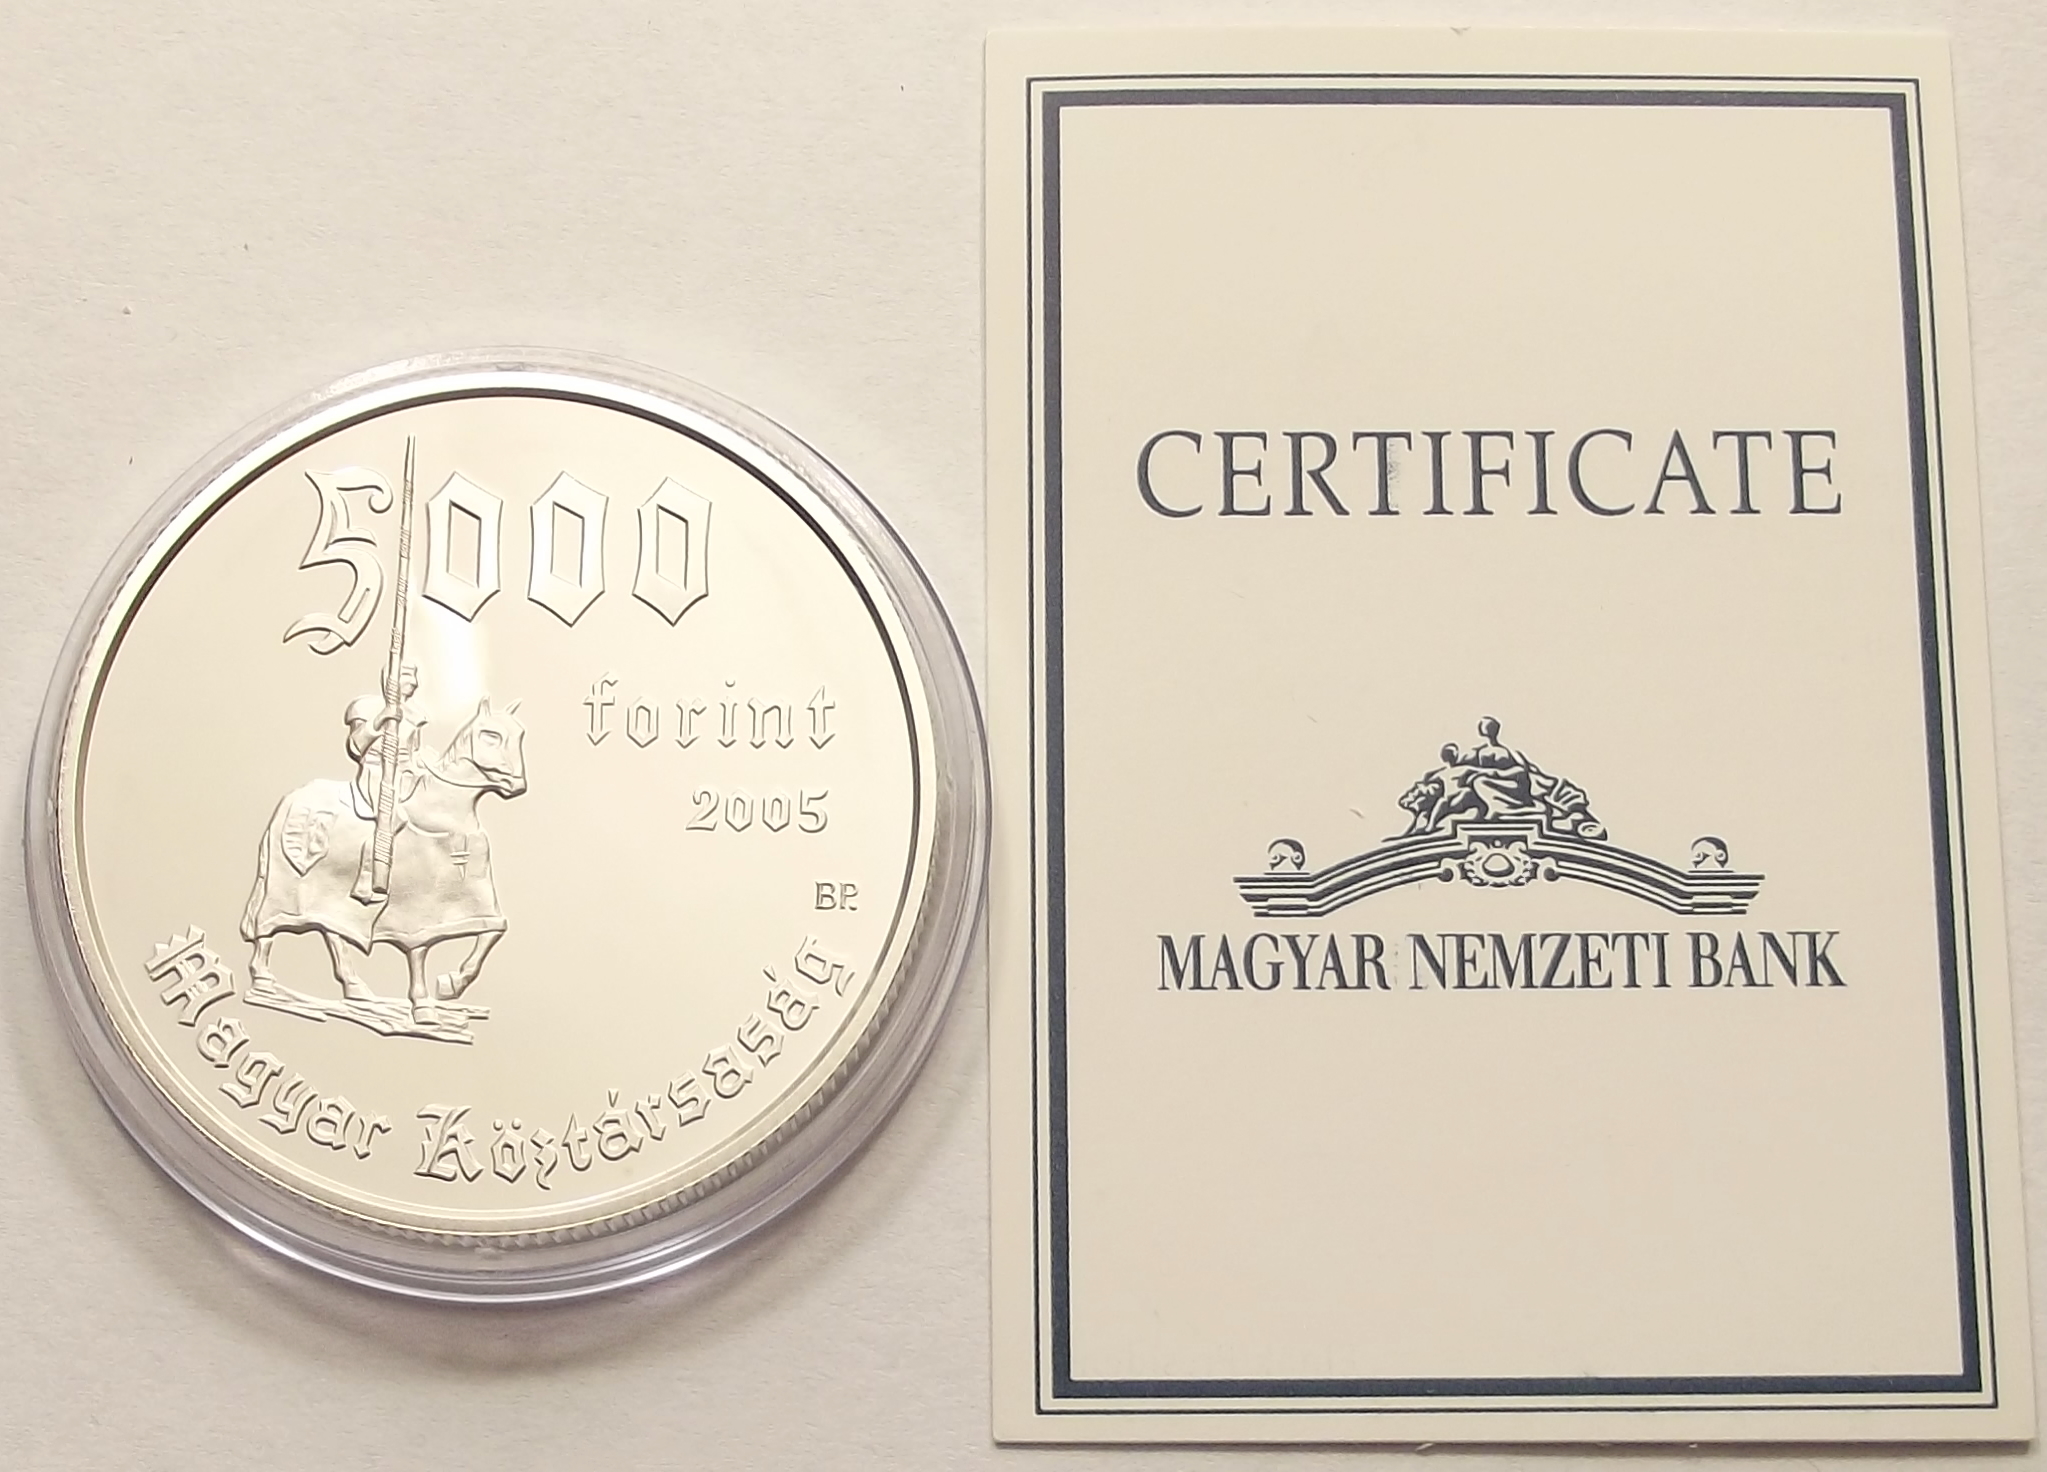 5000
forint
2005
BP.
Magyar Köztársaság
CERTIFICATE
MAGYAR NEMZETI BANK